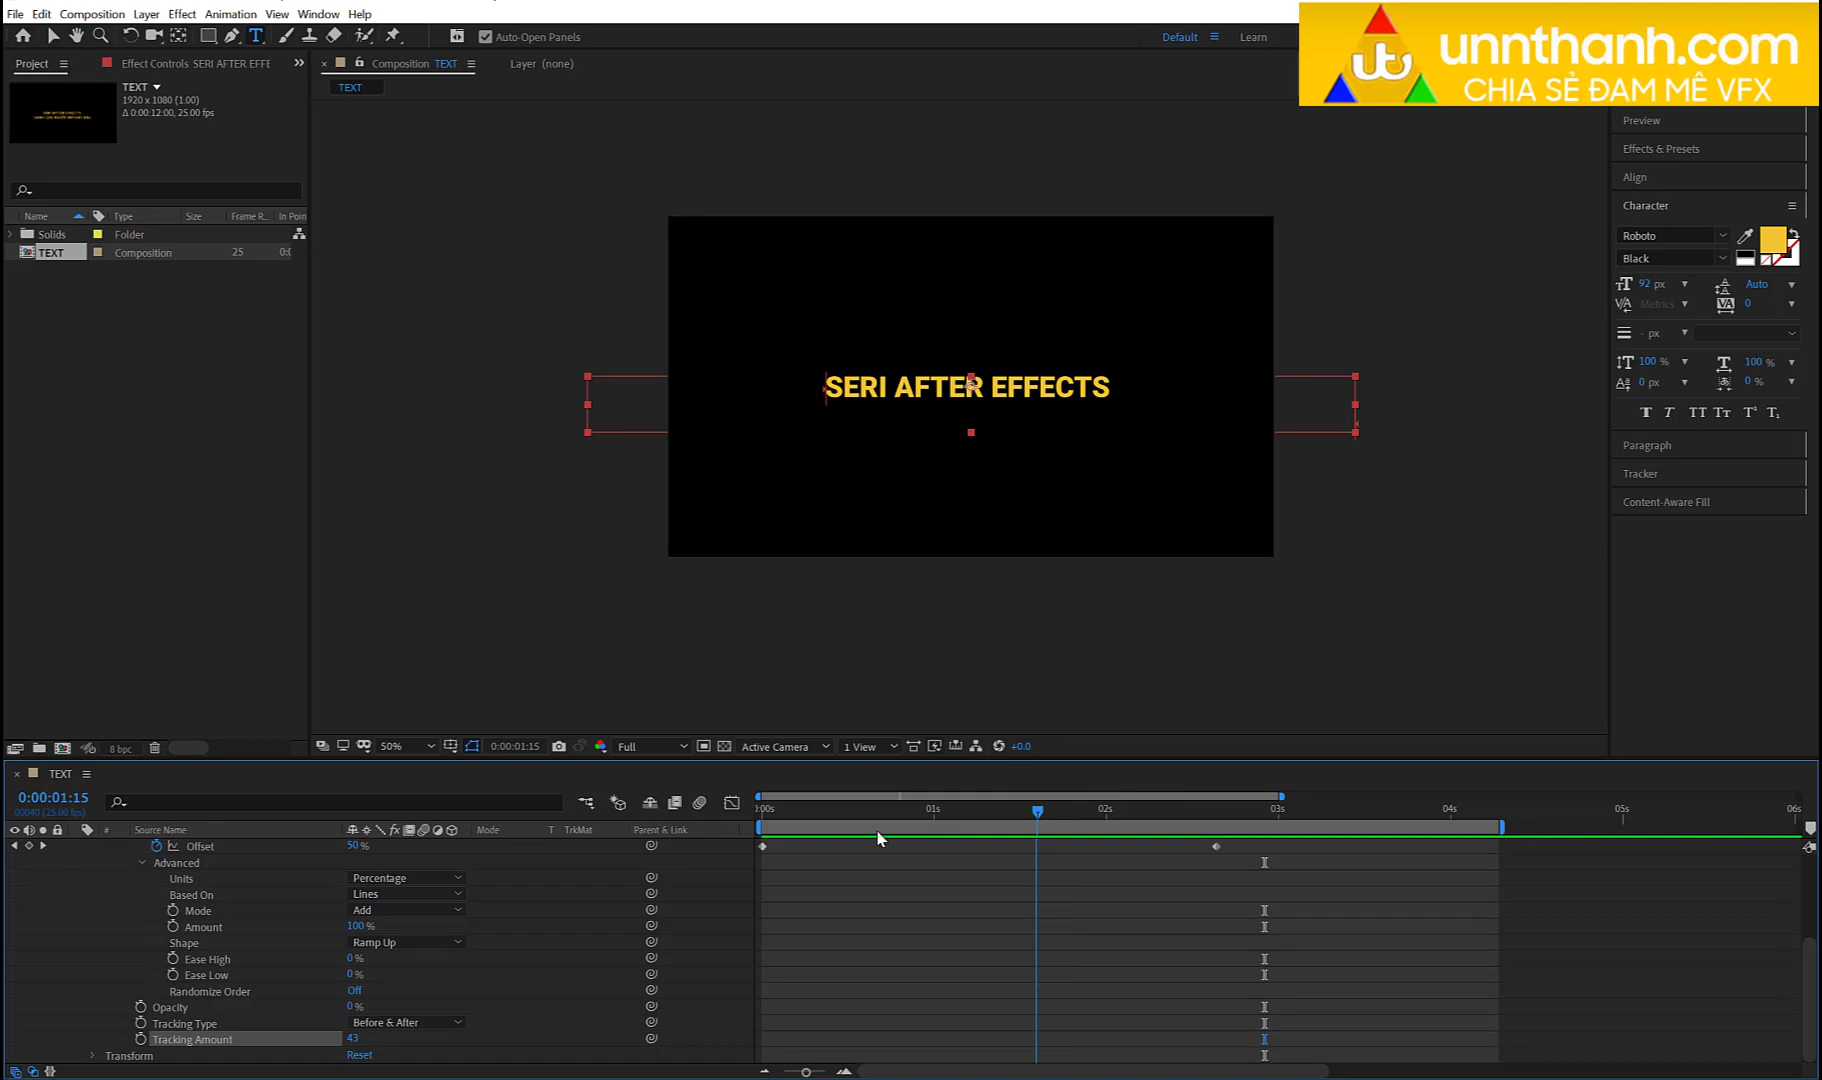 File Edit Composition Layer Effect Animation View Window Help
Auto-Open Panels
Default
Learn
unnthanh.com
CHIA SẺ ĐAM MÊ VFX
Project
Effect Controls SERI AFTER EFFE
Composition TEXT
Layer (none)
TEXT
TEXT
1920 x 1080 (1.00)
Δ 0:00:12:00, 25.00 fps
Name Type Size Frame R... In Point
Solids Folder
TEXT Composition 25 0:0
SERI AFTER EFFECTS
Preview
Effects & Presets
Align
Character
Roboto
Black
92 px Auto
Metrics 0
- px
100 % 100 %
0 px 0 %
T T TT Tт T¹ T₁
Paragraph
Tracker
Content-Aware Fill
8 bpc
50% 0:00:01:15 Full Active Camera 1 View +0.0
TEXT
0:00:01:15
00040 (25.00 fps)
:00s 01s 02s 03s 04s 05s 06s
# Source Name Mode T TrkMat Parent & Link
Offset 50 %
Advanced
Units Percentage
Based On Lines
Mode Add
Amount 100 %
Shape Ramp Up
Ease High 0 %
Ease Low 0 %
Randomize Order Off
Opacity 0 %
Tracking Type Before & After
Tracking Amount 43
Transform Reset